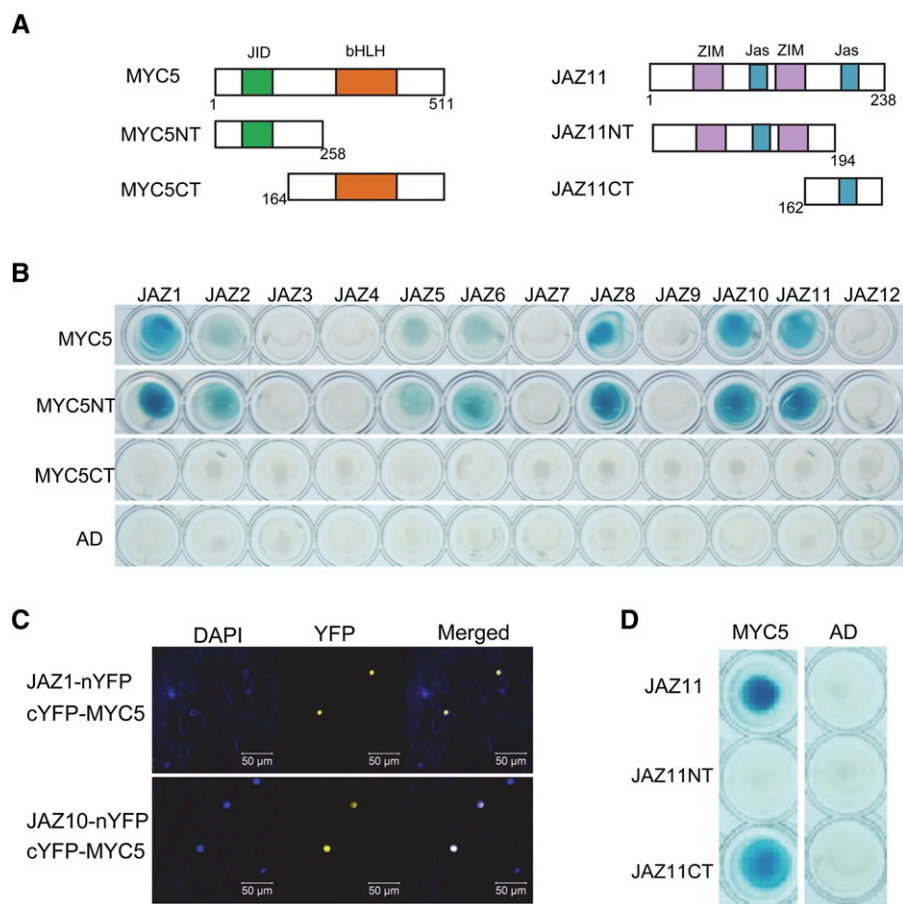 A
JID bHLH
MYC5
1 511
MYC5NT
258
MYC5CT
164
ZIM Jas ZIM Jas
JAZ11
1 238
JAZ11NT
194
JAZ11CT
162
B
JAZ1 JAZ2 JAZ3 JAZ4 JAZ5 JAZ6 JAZ7 JAZ8 JAZ9 JAZ10 JAZ11 JAZ12
MYC5
MYC5NT
MYC5CT
AD
C
DAPI YFP Merged
JAZ1-nYFP
cYFP-MYC5
50 µm 50 µm 50 µm
JAZ10-nYFP
cYFP-MYC5
50 µm 50 µm 50 µm
D
MYC5 AD
JAZ11
JAZ11NT
JAZ11CT